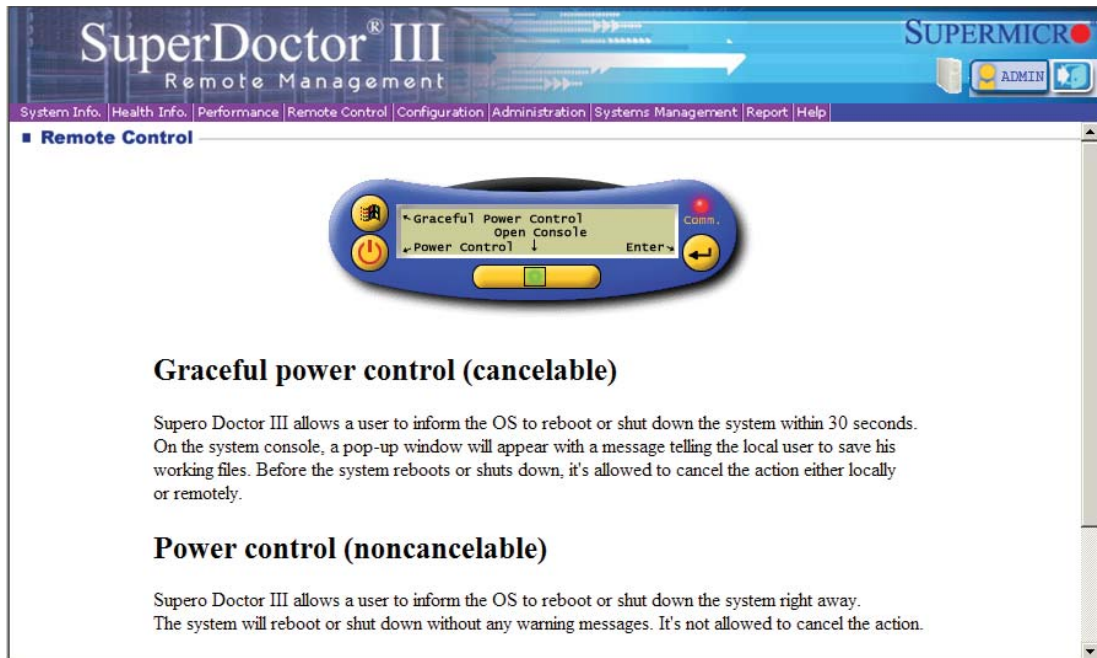 SuperDoctor® III
Remote Management
SUPERMICR
ADMIN
System Info. | Health Info. | Performance | Remote Control | Configuration | Administration | Systems Management | Report | Help
Remote Control
Graceful Power Control
Open Console
Power Control ↓ Enter
Comm.
Graceful power control (cancelable)
Supero Doctor III allows a user to inform the OS to reboot or shut down the system within 30 seconds.
On the system console, a pop-up window will appear with a message telling the local user to save his
working files. Before the system reboots or shuts down, it's allowed to cancel the action either locally
or remotely.
Power control (noncancelable)
Supero Doctor III allows a user to inform the OS to reboot or shut down the system right away.
The system will reboot or shut down without any warning messages. It's not allowed to cancel the action.